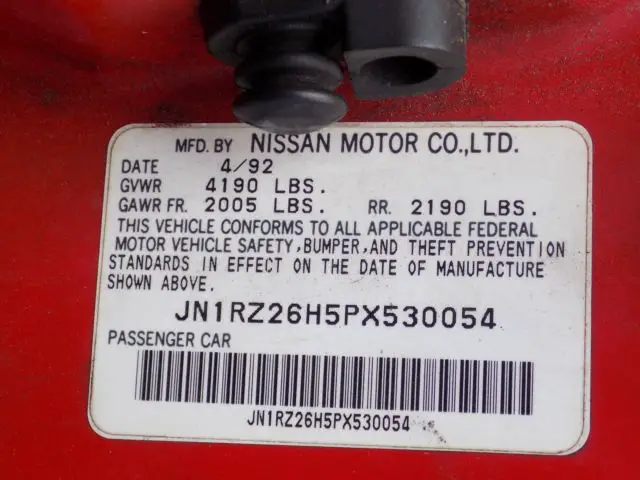 MFD. BY NISSAN MOTOR CO.,LTD.
DATE 4/92
GVWR 4190 LBS.
GAWR FR. 2005 LBS. RR. 2190 LBS.
THIS VEHICLE CONFORMS TO ALL APPLICABLE FEDERAL
MOTOR VEHICLE SAFETY,BUMPER,AND THEFT PREVENTION
STANDARDS IN EFFECT ON THE DATE OF MANUFACTURE
SHOWN ABOVE.
JN1RZ26H5PX530054
PASSENGER CAR
JN1RZ26H5PX530054